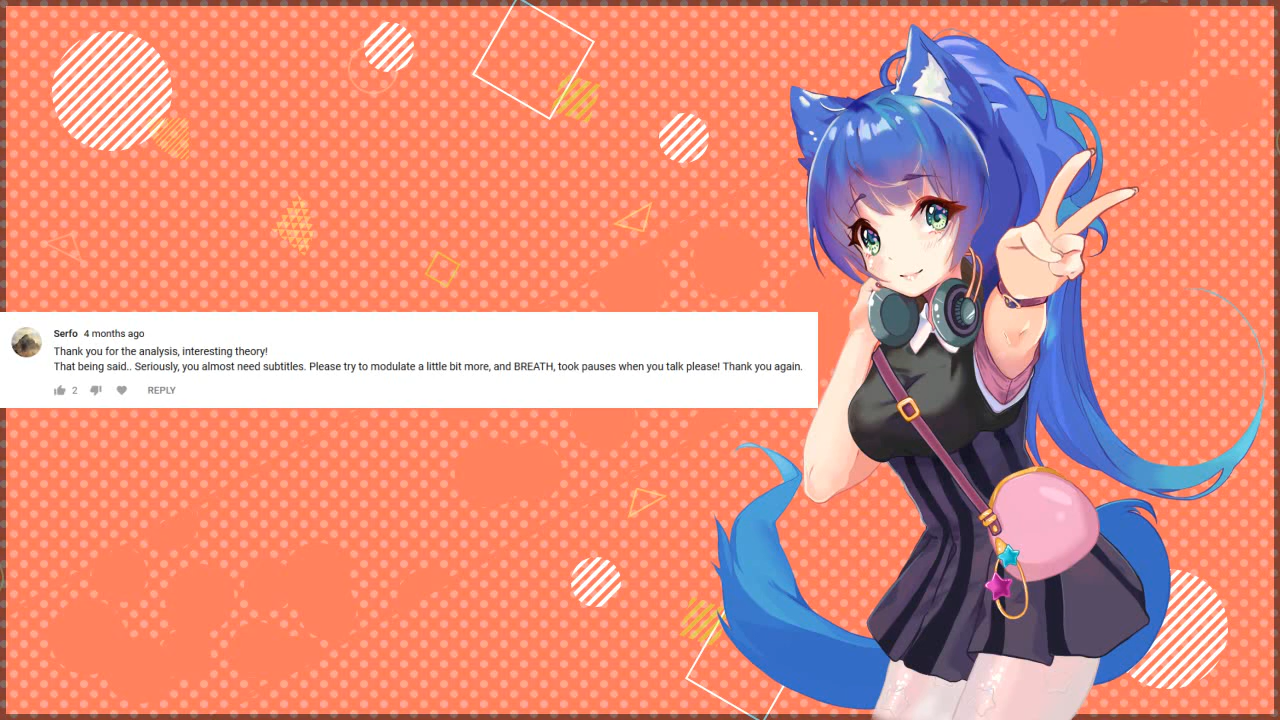 Serfo 4 months ago
Thank you for the analysis, interesting theory!
That being said.. Seriously, you almost need subtitles. Please try to modulate a little bit more, and BREATH, took pauses when you talk please! Thank you again.
2 REPLY